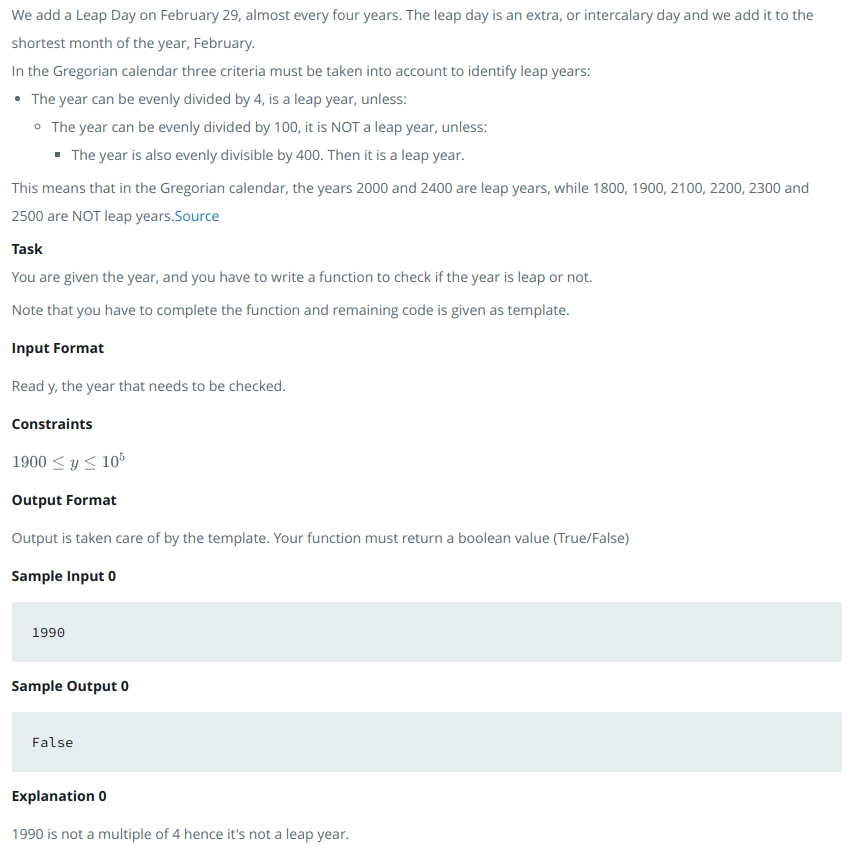 We add a Leap Day on February 29, almost every four years. The leap day is an extra, or intercalary day and we add it to the
shortest month of the year, February.
In the Gregorian calendar three criteria must be taken into account to identify leap years:
• The year can be evenly divided by 4, is a leap year, unless:
◦ The year can be evenly divided by 100, it is NOT a leap year, unless:
▪ The year is also evenly divisible by 400. Then it is a leap year.
This means that in the Gregorian calendar, the years 2000 and 2400 are leap years, while 1800, 1900, 2100, 2200, 2300 and
2500 are NOT leap years.Source
Task
You are given the year, and you have to write a function to check if the year is leap or not.
Note that you have to complete the function and remaining code is given as template.
Input Format
Read y, the year that needs to be checked.
Constraints
1900 ≤ y ≤ 10⁵
Output Format
Output is taken care of by the template. Your function must return a boolean value (True/False)
Sample Input 0
1990
Sample Output 0
False
Explanation 0
1990 is not a multiple of 4 hence it's not a leap year.